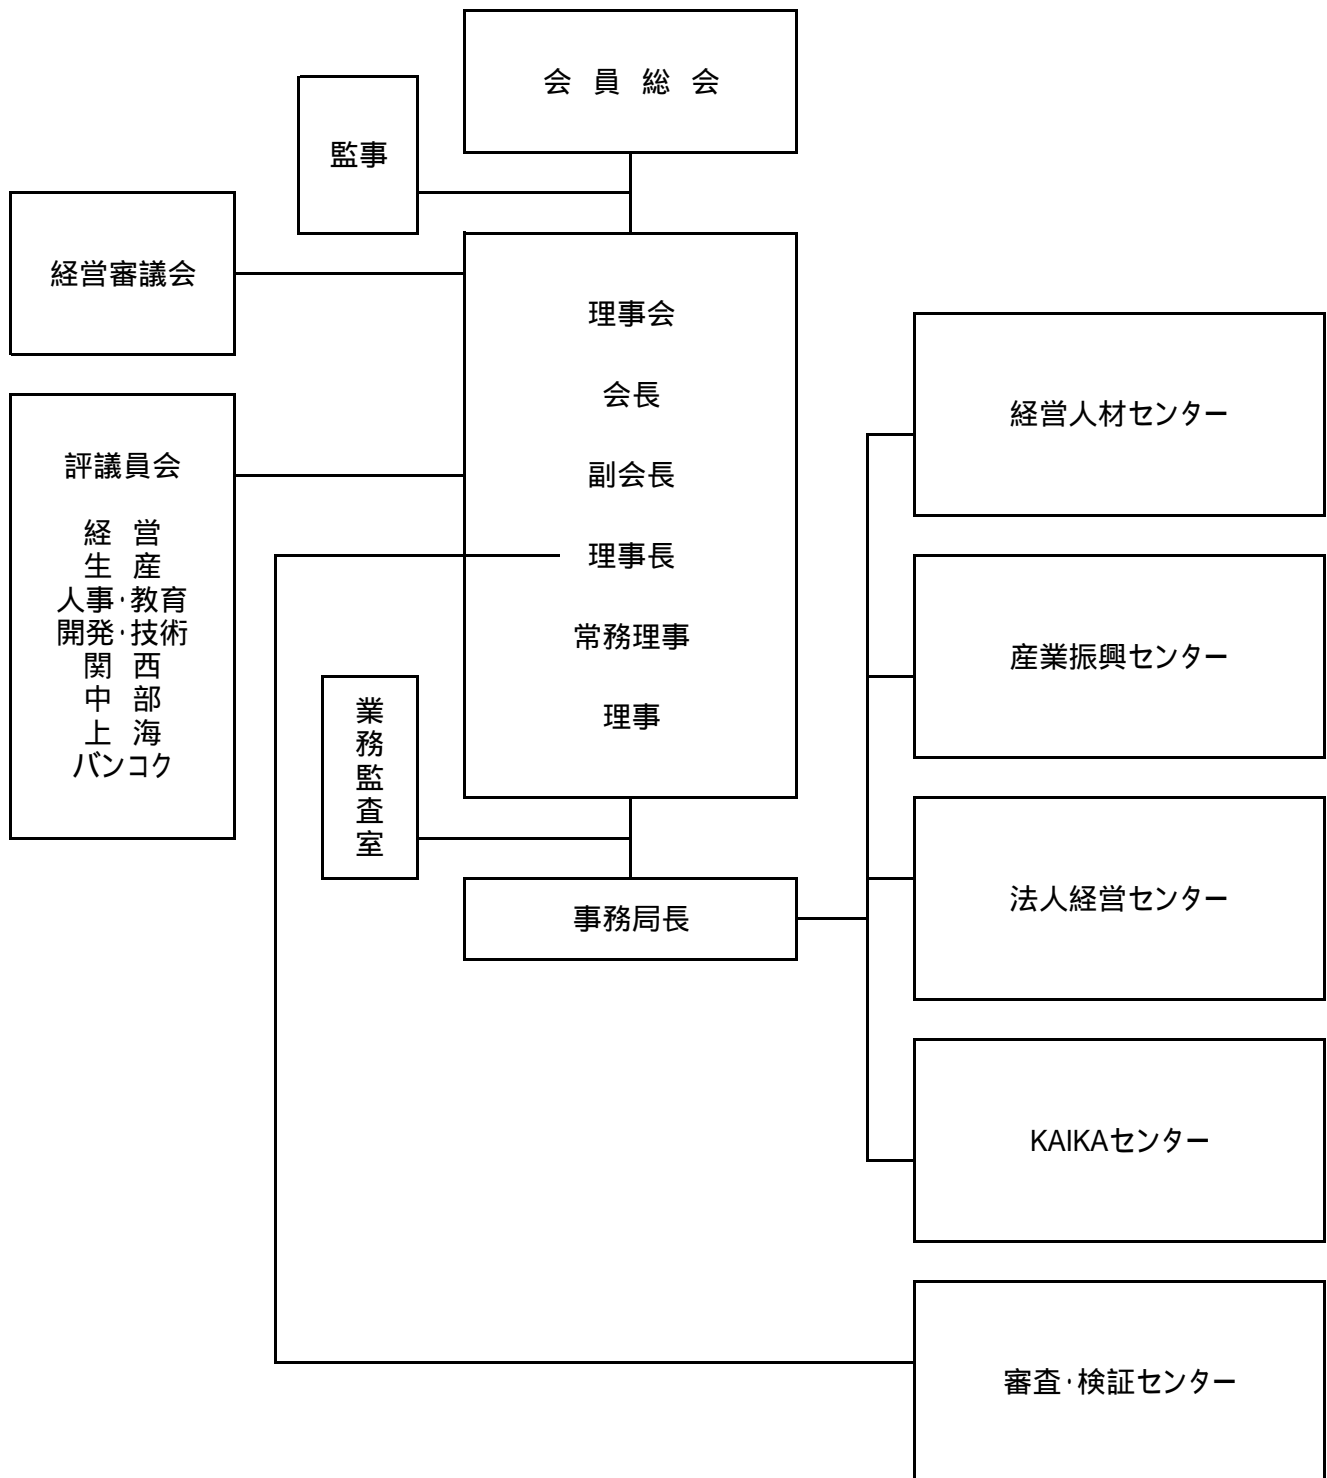 会員総会
監事
経営審議会
理事会
会長
副会長
理事長
常務理事
理事
評議員会
経営
生産
人事・教育
開発・技術
関西
中部
上海
バンコク
業務監査室
事務局長
経営人材センター
産業振興センター
法人経営センター
KAIKAセンター
審査・検証センター